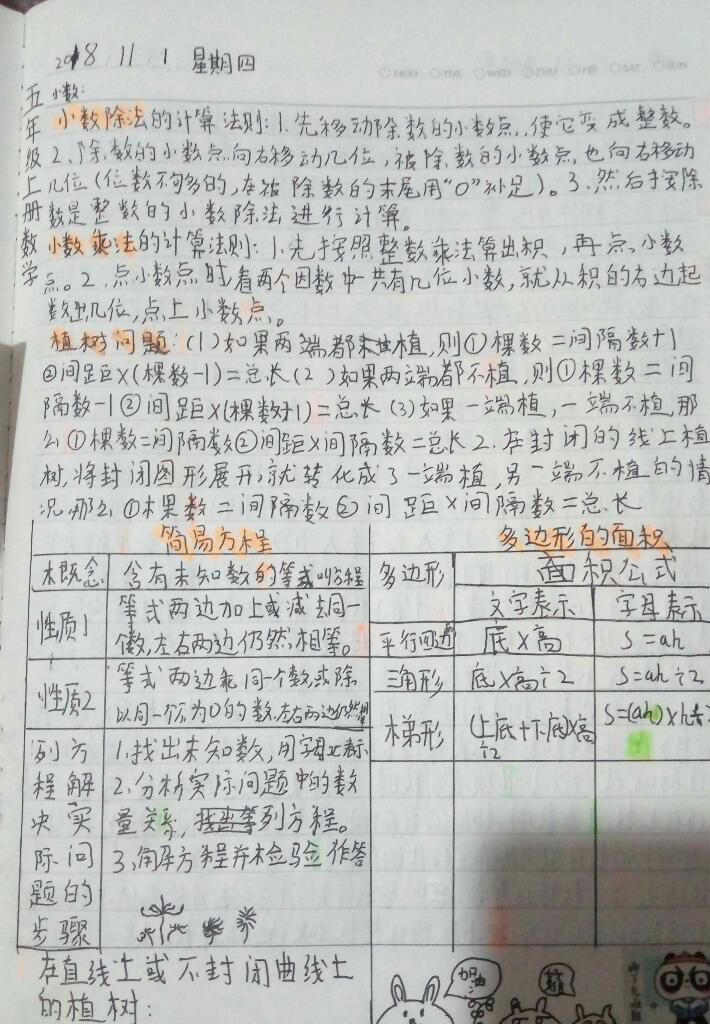 2018 11 1 星期四
MON TUE WED THU FRI SAT SUN
五年级上册数学
小数:
小数除法的计算法则:1.先移动除数的小数点,使它变成整数。
2、除数的小数点向右移动几位,被除数的小数点,也向右移动
几位(位数不够的,在被除数的末尾用“0”补足)。3.然后按除
数是整数的小数除法进行计算。
小数乘法的计算法则:1.先按照整数乘法算出积,再点小数
点。2.点小数点时,看两个因数中共有几位小数,就从积的右边起
数出几位,点上小数点。
植树问题:(1)如果两端都植,则①棵数=间隔数+1
②间距×(棵数-1)=总长(2)如果两端都不植,则①棵数=间
隔数-1②间距×(棵数+1)=总长(3)如果一端植,一端不植,那
么①棵数=间隔数②间距×间隔数=总长2.在封闭的线上植
树,将封闭图形展开,就转化成了一端植,另一端不植的情
况那么①棵数=间隔数②间距×间隔数=总长
简易方程
概念 含有未知数的等式叫方程
性质1 等式两边加上或减去同一
个数,左右两边仍然相等。
性质2 等式两边乘同一个数,或除
以同一个不为0的数,左右两边仍然相等
列方程解决实际问题的步骤
1.找出未知数,用字母x表示
2.分析实际问题中的数
量关系,找出等列方程。
3、解方程并检验作答
多边形的面积
多边形 面积公式
文字表示 字母表示
平行四边 底×高 S=ah
三角形 底×高÷2 S=ah÷2
梯形 (上底+下底)×高 S=(ah)×h÷2
÷2
在直线上或不封闭曲线上
的植树:
加油